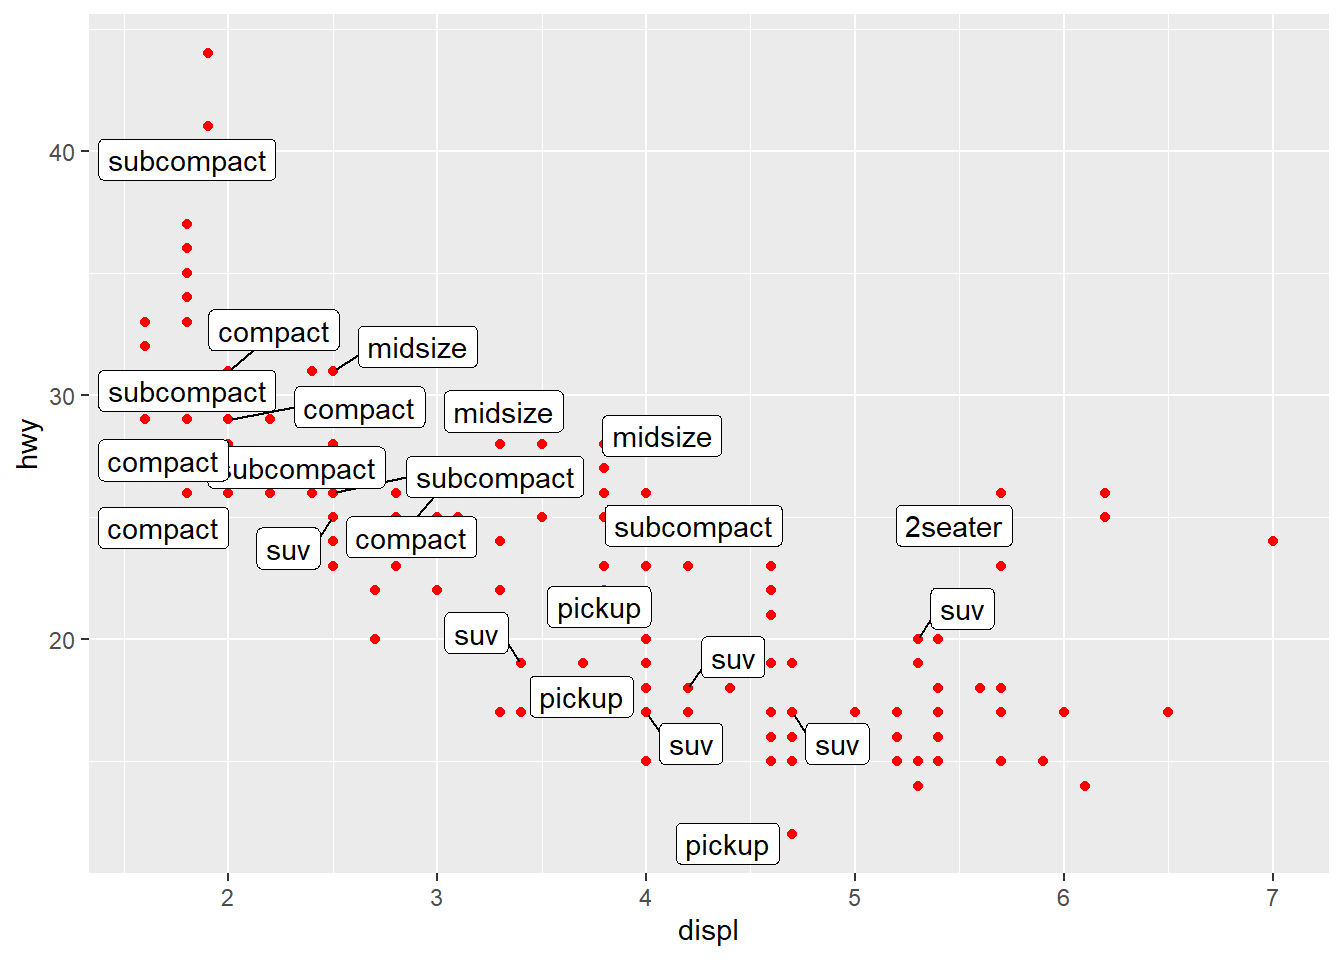 40
30
20
hwy
subcompact
compact
midsize
subcompact
compact
midsize
midsize
compact
subcompact
subcompact
compact
suv
compact
subcompact
2seater
pickup
suv
suv
suv
pickup
suv
suv
pickup
2
3
4
5
6
7
displ